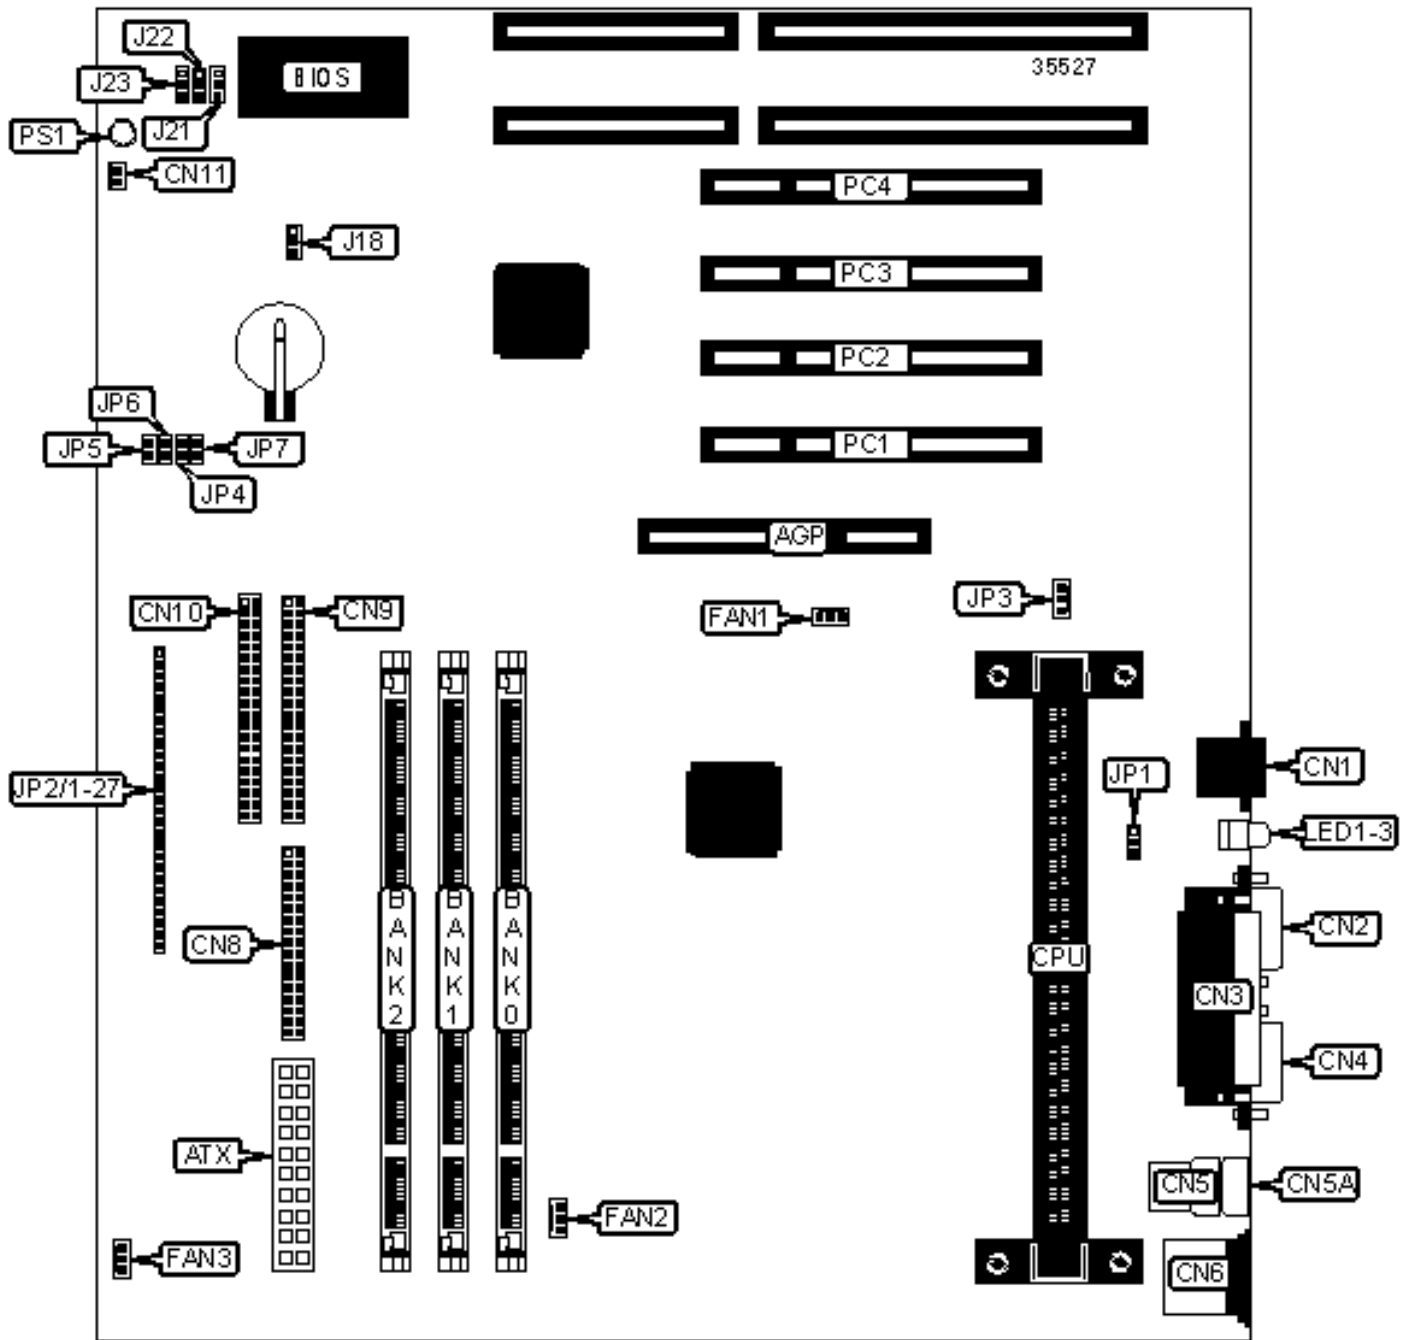 J22
J23
BIOS
35527
PS1
J21
CN11
PC4
J18
PC3
PC2
JP6
JP5
JP7
PC1
JP4
AGP
CN10
CN9
FAN1
JP3
JP2/1-27
JP1
CN1
LED1-3
CN8
BANK2
BANK1
BANK0
CPU
CN2
CN3
CN4
ATX
CN5
CN5A
FAN2
FAN3
CN6